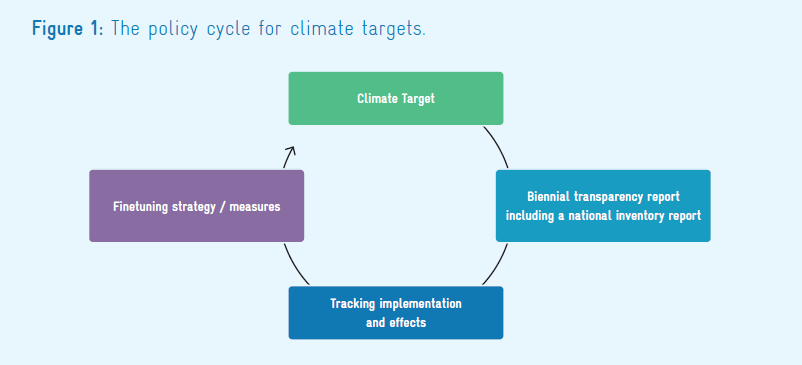 Figure 1: The policy cycle for climate targets.
Climate Target
Finetuning strategy / measures
Biennial transparency report
including a national inventory report
Tracking implementation
and effects